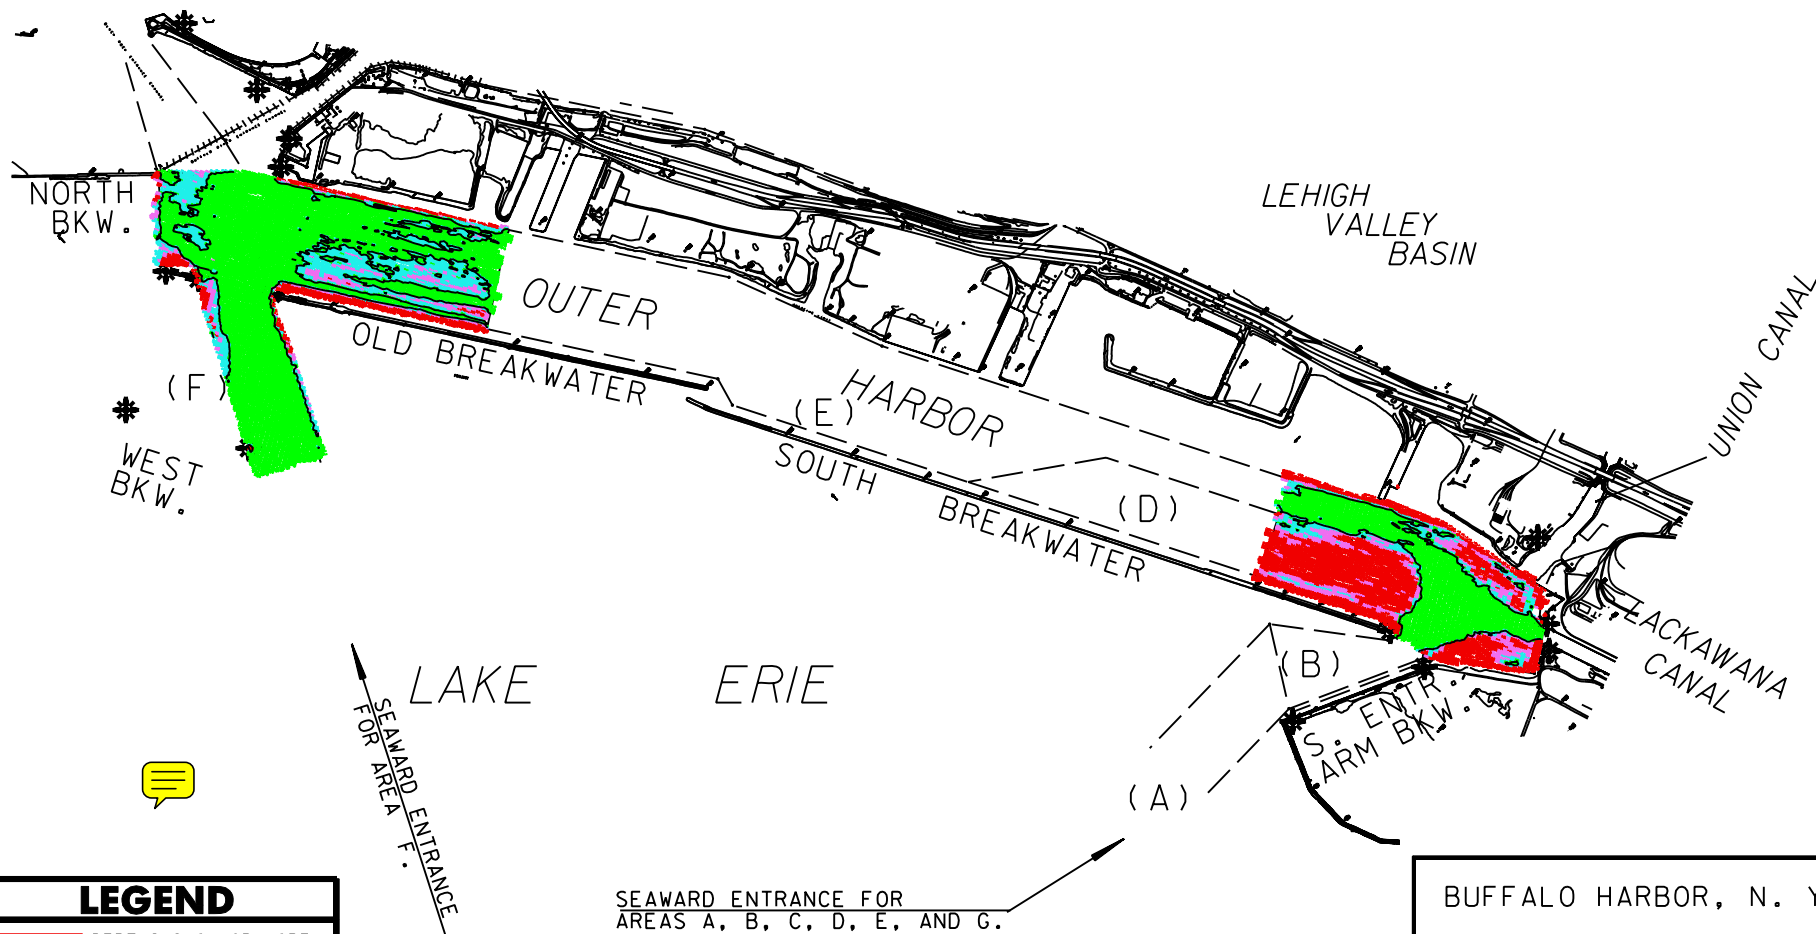 NORTH
BKW.
LEHIGH
VALLEY
BASIN
UNION CANAL
OUTER
HARBOR
OLD BREAKWATER
(F)
(E)
WEST
BKW.
SOUTH
BREAKWATER
(D)
LACKAWANA
CANAL
LAKE ERIE
(B)
S. ENTR.
ARM BKW.
(A)
SEAWARD ENTRANCE
FOR AREA F.
LEGEND
SEAWARD ENTRANCE FOR
AREAS A, B, C, D, E, AND G.
BUFFALO HARBOR, N. Y